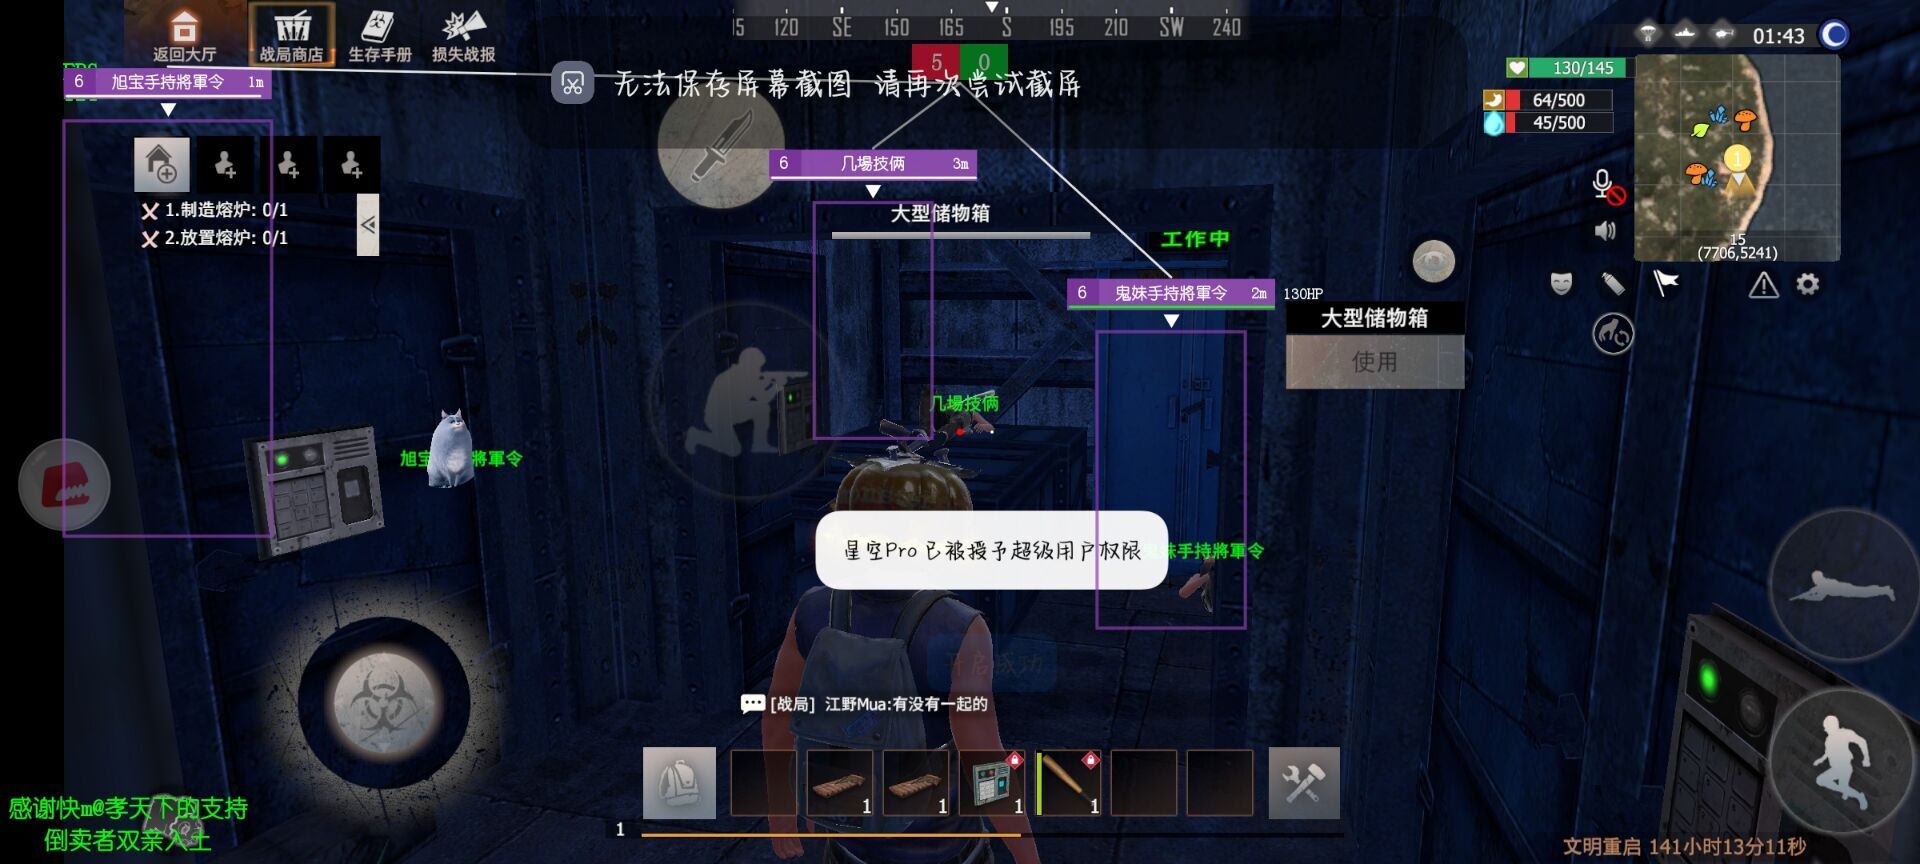 返回大厅
战局商店
生存手册
损失战报
120 SE 150 165 S 195 210 SW 240
5 0
无法保存屏幕截图 请再次尝试截屏
01:43
130/145
64/500
45/500
6 旭宝手持將軍令 1m
1.制造熔炉: 0/1
2.放置熔炉: 0/1
6 几場技倆 3m
大型储物箱
工作中
6 鬼妹手持將軍令 2m
130HP
大型储物箱
使用
1
15
(7706,5241)
几場技倆
旭宝 將軍令
星空Pro 已被授予超级用户权限
妹手持將軍令
开启成功
[战局] 江野Mua:有没有一起的
1
1
1
1
1
感谢快m@孝天下的支持
倒卖者双亲入土
文明重启 141小时13分11秒